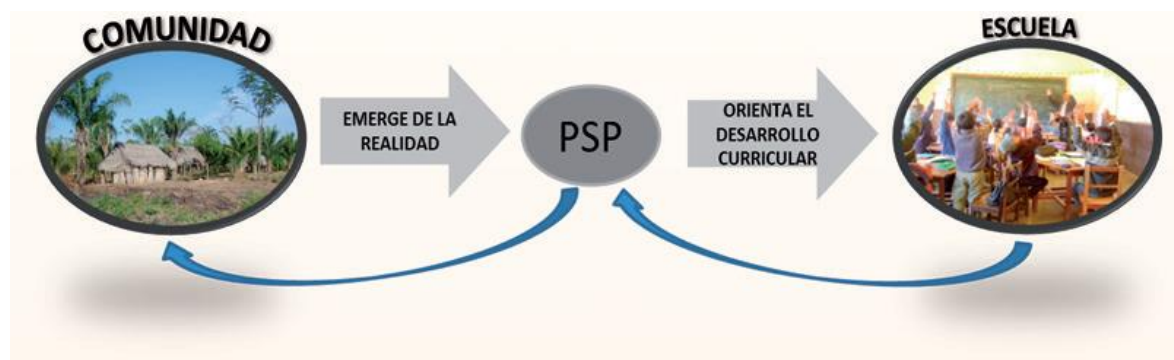 COMUNIDAD
EMERGE DE LA
REALIDAD
PSP
ORIENTA EL
DESARROLLO
CURRICULAR
ESCUELA